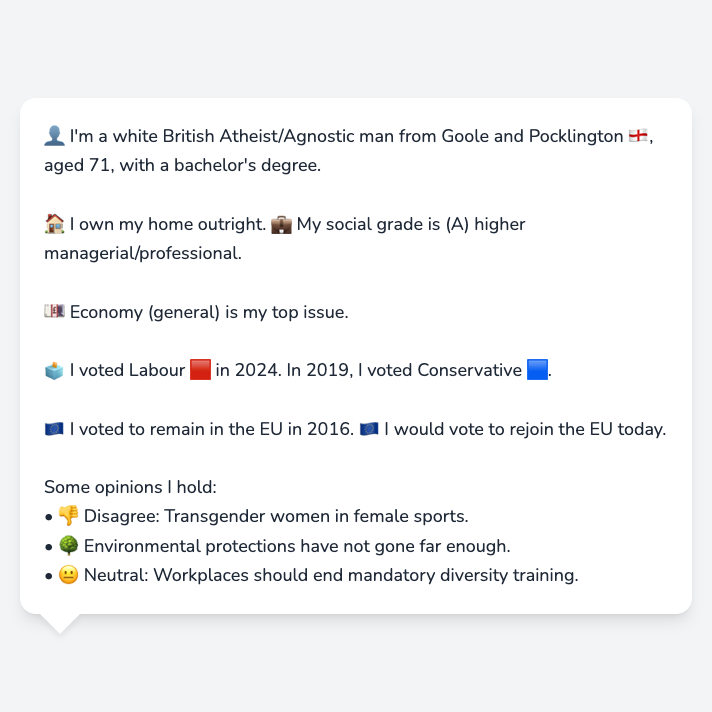 👤 I'm a white British Atheist/Agnostic man from Goole and Pocklington 🏴󠁧󠁢󠁥󠁮󠁧󠁿,
aged 71, with a bachelor's degree.
🏠 I own my home outright. 💼 My social grade is (A) higher
managerial/professional.
💷 Economy (general) is my top issue.
🗳️ I voted Labour 🟥 in 2024. In 2019, I voted Conservative 🟦.
🇪🇺 I voted to remain in the EU in 2016. 🇪🇺 I would vote to rejoin the EU today.
Some opinions I hold:
• 👎 Disagree: Transgender women in female sports.
• 🌳 Environmental protections have not gone far enough.
• 😐 Neutral: Workplaces should end mandatory diversity training.